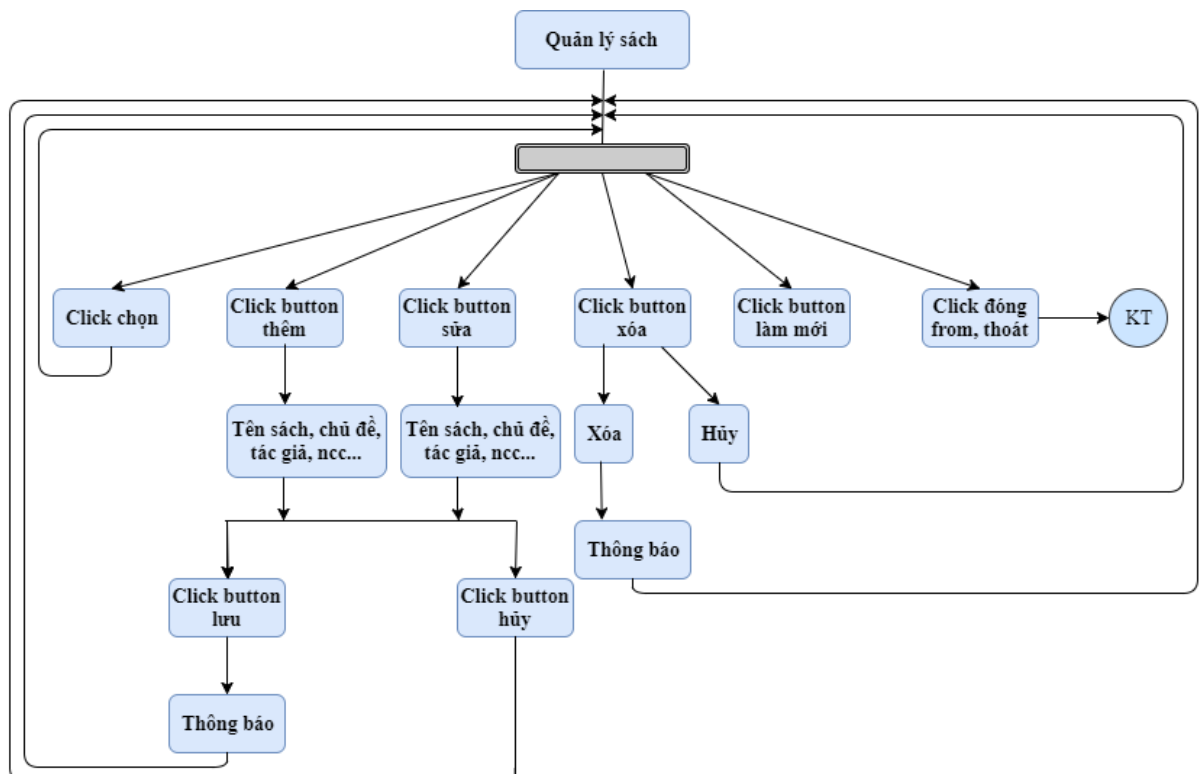 Quản lý sách
Click chọn
Click button
thêm
Click button
sửa
Click button
xóa
Click button
làm mới
Click đóng
from, thoát
KT
Tên sách, chủ đề,
tác giả, ncc...
Tên sách, chủ đề,
tác giả, ncc...
Xóa
Hủy
Thông báo
Click button
lưu
Click button
hủy
Thông báo